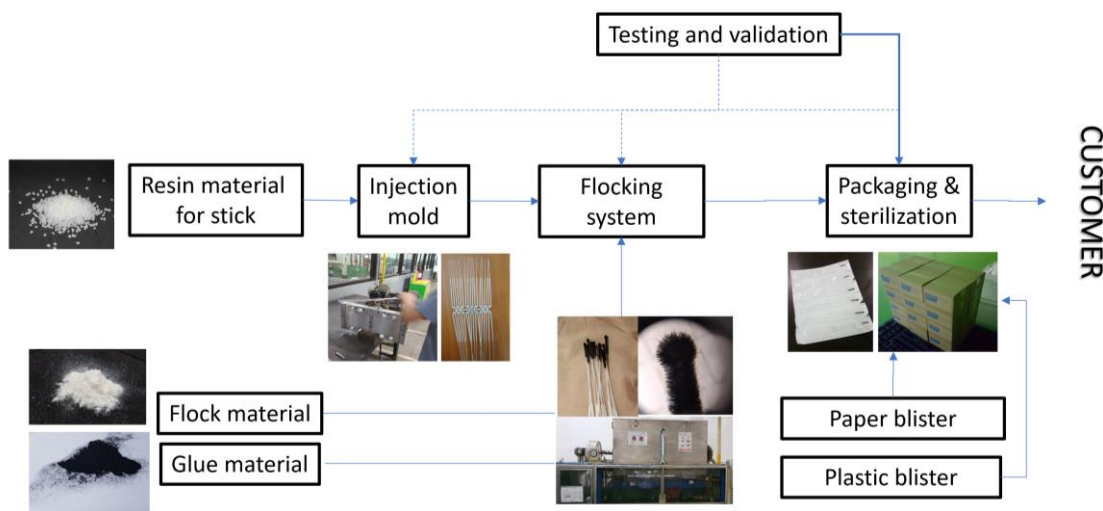 Testing and validation
Resin material
for stick
Injection
mold
Flocking
system
Packaging &
sterilization
CUSTOMER
Flock material
Glue material
Paper blister
Plastic blister